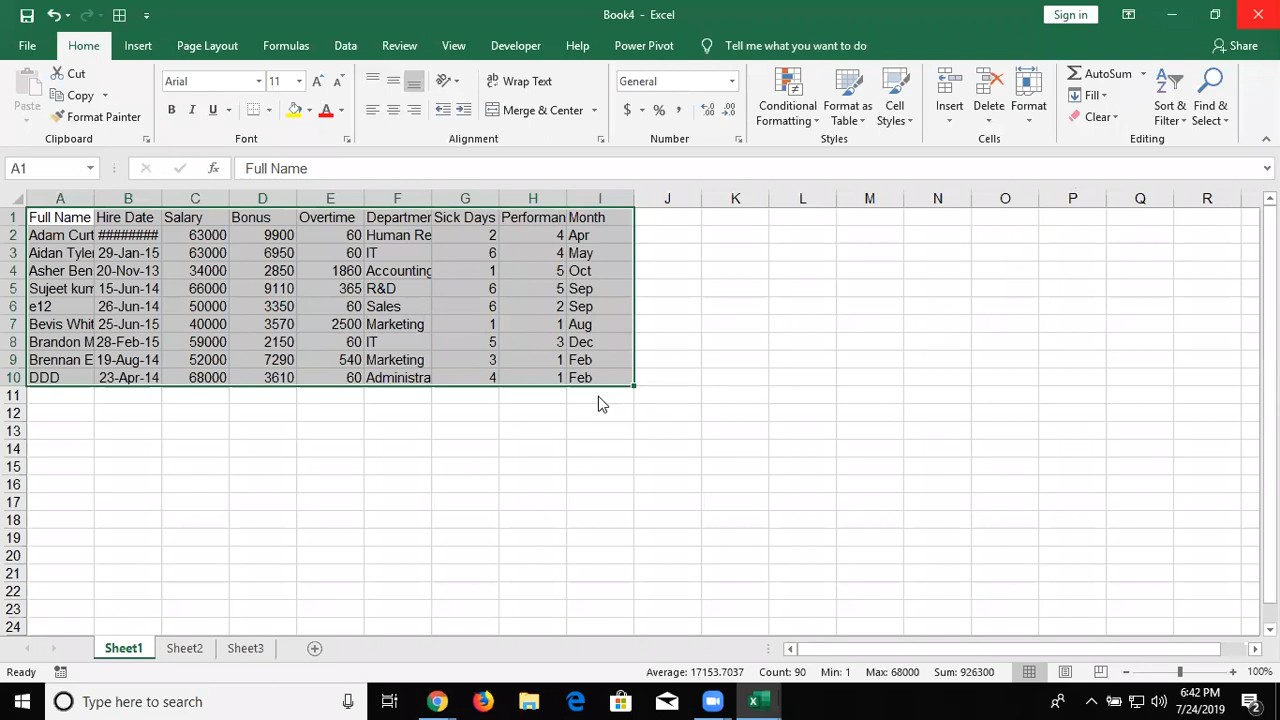 Book4 - Excel
Sign in
File Home Insert Page Layout Formulas Data Review View Developer Help Power Pivot Tell me what you want to do Share
Paste
Cut
Copy
Format Painter
Clipboard
Arial 11
B I U
Font
Wrap Text
Merge & Center
Alignment
General
$ % ,
Number
Conditional Formatting
Format as Table
Cell Styles
Styles
Insert Delete Format
Cells
AutoSum
Fill
Clear
Sort & Filter
Find & Select
Editing
A1 fx Full Name
A B C D E F G H I J K L M N O P Q R
1 Full Name Hire Date Salary Bonus Overtime Departmer Sick Days Performan Month
2 Adam Curt ######## 63000 9900 60 Human Re 2 4 Apr
3 Aidan Tyler 29-Jan-15 63000 6950 60 IT 6 4 May
4 Asher Ben 20-Nov-13 34000 2850 1860 Accounting 1 5 Oct
5 Sujeet kum 15-Jun-14 66000 9110 365 R&D 6 5 Sep
6 e12 26-Jun-14 50000 3350 60 Sales 6 2 Sep
7 Bevis Whit 25-Jun-15 40000 3570 2500 Marketing 1 1 Aug
8 Brandon M 28-Feb-15 59000 2150 60 IT 5 3 Dec
9 Brennan E 19-Aug-14 52000 7290 540 Marketing 3 1 Feb
10 DDD 23-Apr-14 68000 3610 60 Administra 4 1 Feb
11
12
13
14
15
16
17
18
19
20
21
22
23
24
Sheet1 Sheet2 Sheet3
Ready Average: 17153.7037 Count: 90 Min: 1 Max: 68000 Sum: 926300 100%
Type here to search
6:42 PM
7/24/2019
2